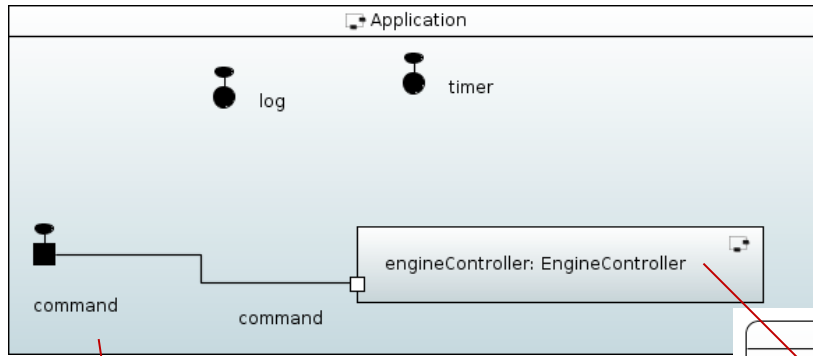 Application
log
timer
engineController: EngineController
command
command